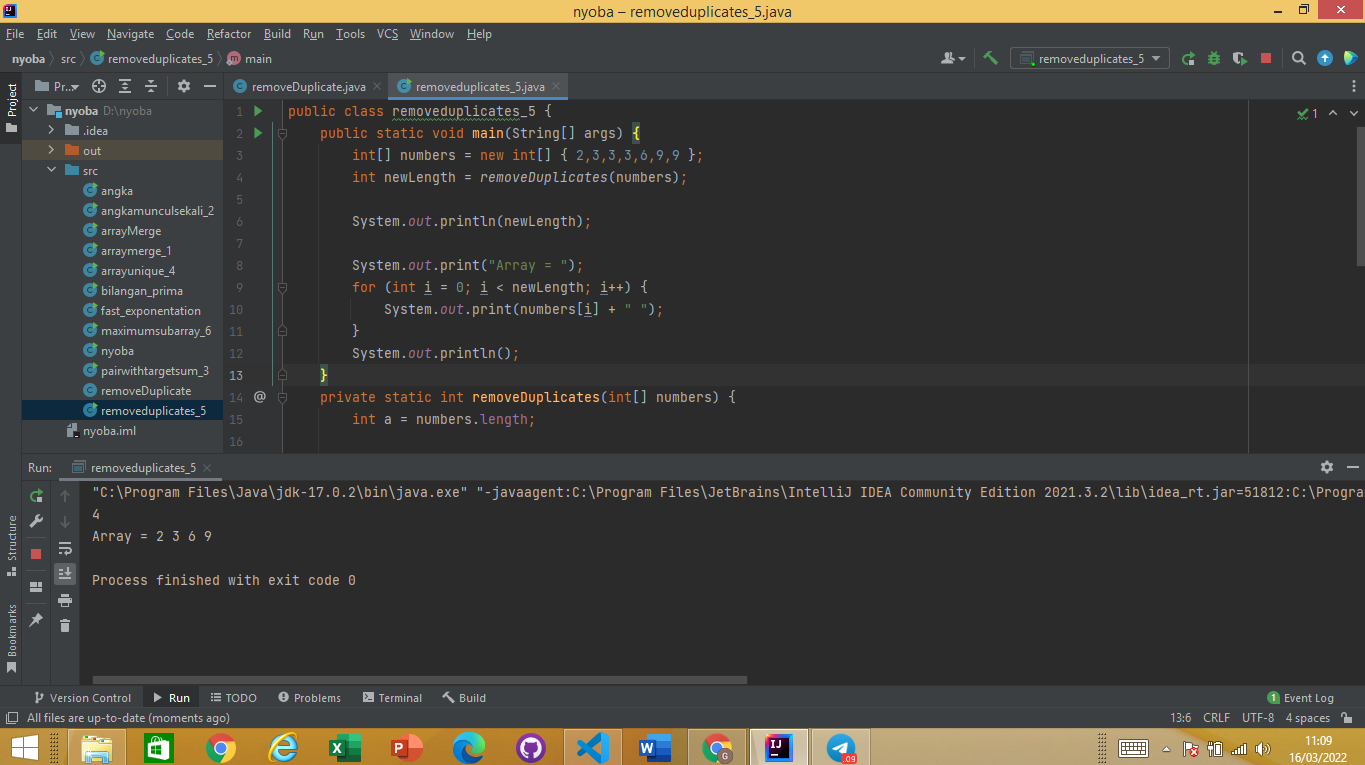 nyoba – removeduplicates_5.java
File Edit View Navigate Code Refactor Build Run Tools VCS Window Help
nyoba src removeduplicates_5 main
removeduplicates_5
Project
Pr...
removeDuplicate.java
removeduplicates_5.java
nyoba D:\nyoba
.idea
out
src
angka
angkamunculsekali_2
arrayMerge
arraymerge_1
arrayunique_4
bilangan_prima
fast_exponentation
maximumsubarray_6
nyoba
pairwithtargetsum_3
removeDuplicate
removeduplicates_5
nyoba.iml
1 public class removeduplicates_5 {
2 public static void main(String[] args) {
3 int[] numbers = new int[] { 2,3,3,3,6,9,9 };
4 int newLength = removeDuplicates(numbers);
5
6 System.out.println(newLength);
7
8 System.out.print("Array = ");
9 for (int i = 0; i < newLength; i++) {
10 System.out.print(numbers[i] + " ");
11 }
12 System.out.println();
13 }
14 @ private static int removeDuplicates(int[] numbers) {
15 int a = numbers.length;
16
1
Run: removeduplicates_5
"C:\Program Files\Java\jdk-17.0.2\bin\java.exe" "-javaagent:C:\Program Files\JetBrains\IntelliJ IDEA Community Edition 2021.3.2\lib\idea_rt.jar=51812:C:\Progra
4
Array = 2 3 6 9
Process finished with exit code 0
Structure
Bookmarks
Version Control Run TODO Problems Terminal Build
1 Event Log
All files are up-to-date (moments ago)
13:6 CRLF UTF-8 4 spaces
11:09
16/03/2022